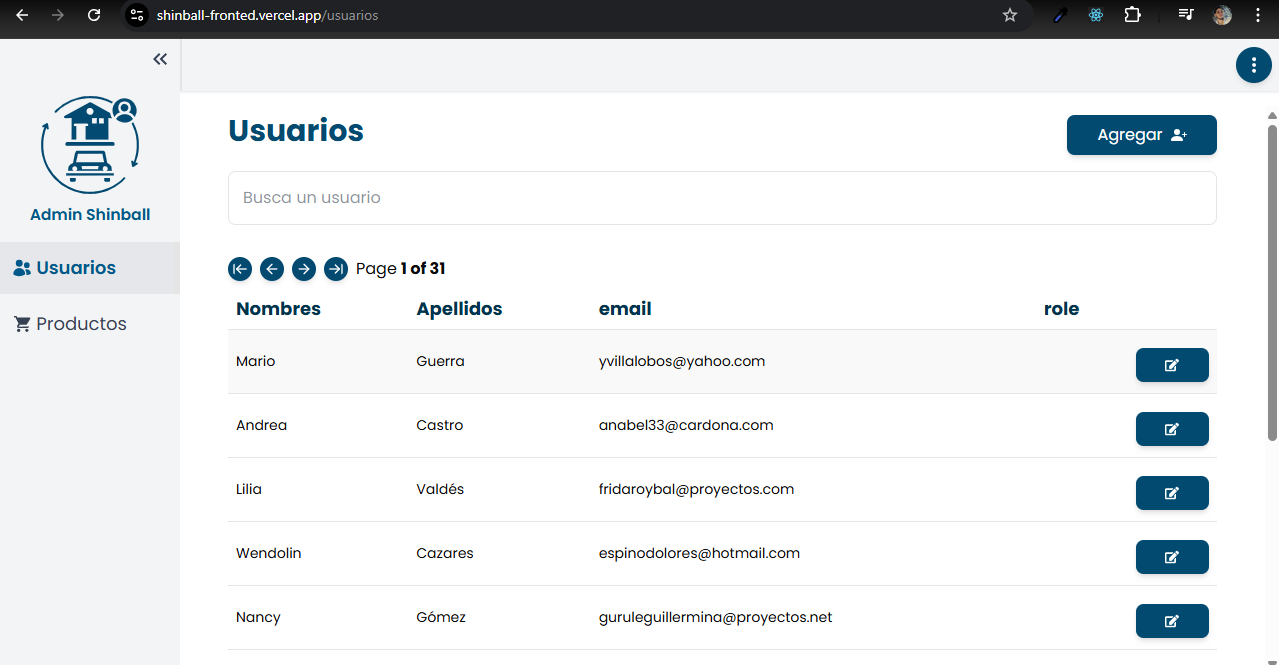 shinball-fronted.vercel.app/usuarios
Usuarios
Agregar
Admin Shinball
Busca un usuario
Usuarios
Productos
Page 1 of 31
Nombres Apellidos email role
Mario Guerra yvillalobos@yahoo.com
Andrea Castro anabel33@cardona.com
Lilia Valdés fridaroybal@proyectos.com
Wendolin Cazares espinodolores@hotmail.com
Nancy Gómez guruleguillermina@proyectos.net